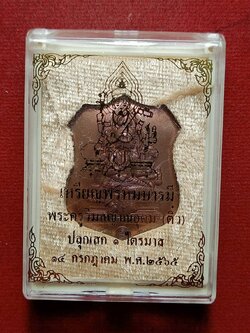 เหรียญพรหมบารมี
ปลุกเสก ๑ ไตรมาส
๑๔ กรกฎาคม พ.ศ.๒๕๖๕